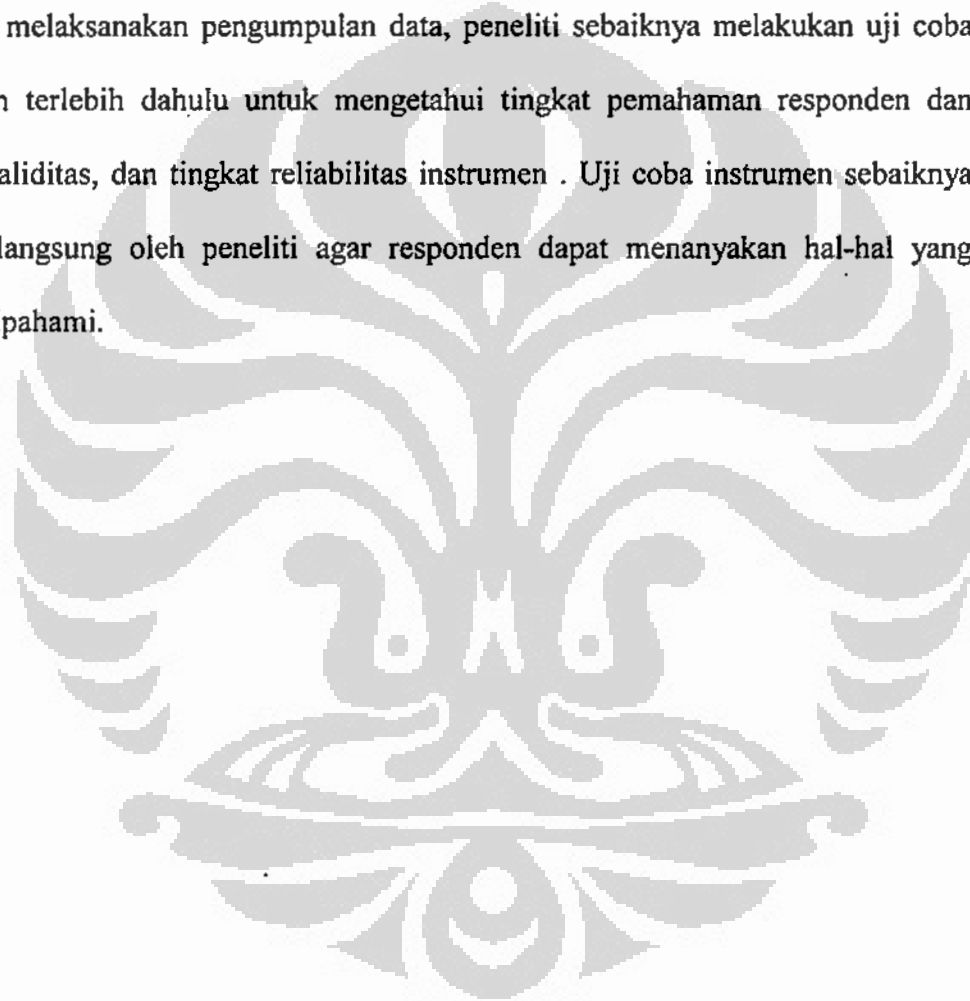 melaksanakan pengumpulan data, peneliti sebaiknya melakukan uji coba
terlebih dahulu untuk mengetahui tingkat pemahaman responden dan
aliditas, dan tingkat reliabilitas instrumen . Uji coba instrumen sebaiknya
langsung oleh peneliti agar responden dapat menanyakan hal-hal yang
pahami.